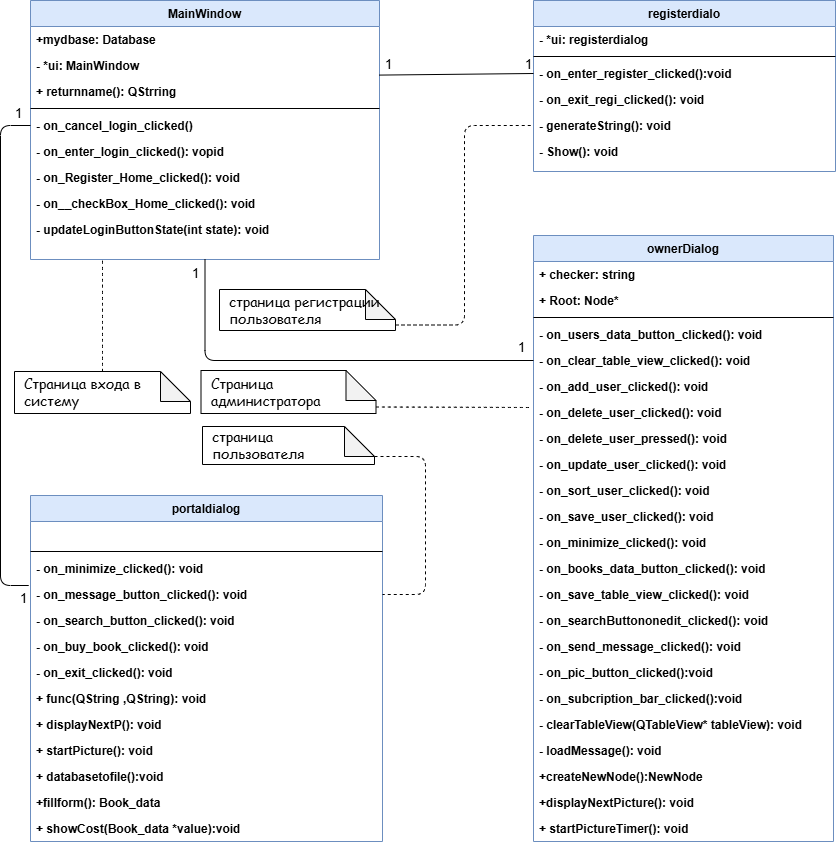 MainWindow
+mydbase: Database
- *ui: MainWindow
+ returnname(): QStrring
- on_cancel_login_clicked()
- on_enter_login_clicked(): vopid
- on_Register_Home_clicked(): void
- on__checkBox_Home_clicked(): void
- updateLoginButtonState(int state): void
registerdialo
- *ui: registerdialog
- on_enter_register_clicked():void
- on_exit_regi_clicked(): void
- generateString(): void
- Show(): void
1
1
1
1
1
1
страница регистрации
пользователя
Страница входа в
систему
Страница
администратора
страница
пользователя
ownerDialog
+ checker: string
+ Root: Node*
- on_users_data_button_clicked(): void
- on_clear_table_view_clicked(): void
- on_add_user_clicked(): void
- on_delete_user_clicked(): void
- on_delete_user_pressed(): void
- on_update_user_clicked(): void
- on_sort_user_clicked(): void
- on_save_user_clicked(): void
- on_minimize_clicked(): void
- on_books_data_button_clicked(): void
- on_save_table_view_clicked(): void
- on_searchButtononedit_clicked(): void
- on_send_message_clicked(): void
- on_pic_button_clicked():void
- on_subcription_bar_clicked():void
- clearTableView(QTableView* tableView): void
- loadMessage(): void
+createNewNode():NewNode
+displayNextPicture(): void
+ startPictureTimer(): void
portaldialog
- on_minimize_clicked(): void
- on_message_button_clicked(): void
- on_search_button_clicked(): void
- on_buy_book_clicked(): void
- on_exit_clicked(): void
+ func(QString ,QString): void
+ displayNextP(): void
+ startPicture(): void
+ databasetofile():void
+fillform(): Book_data
+ showCost(Book_data *value):void